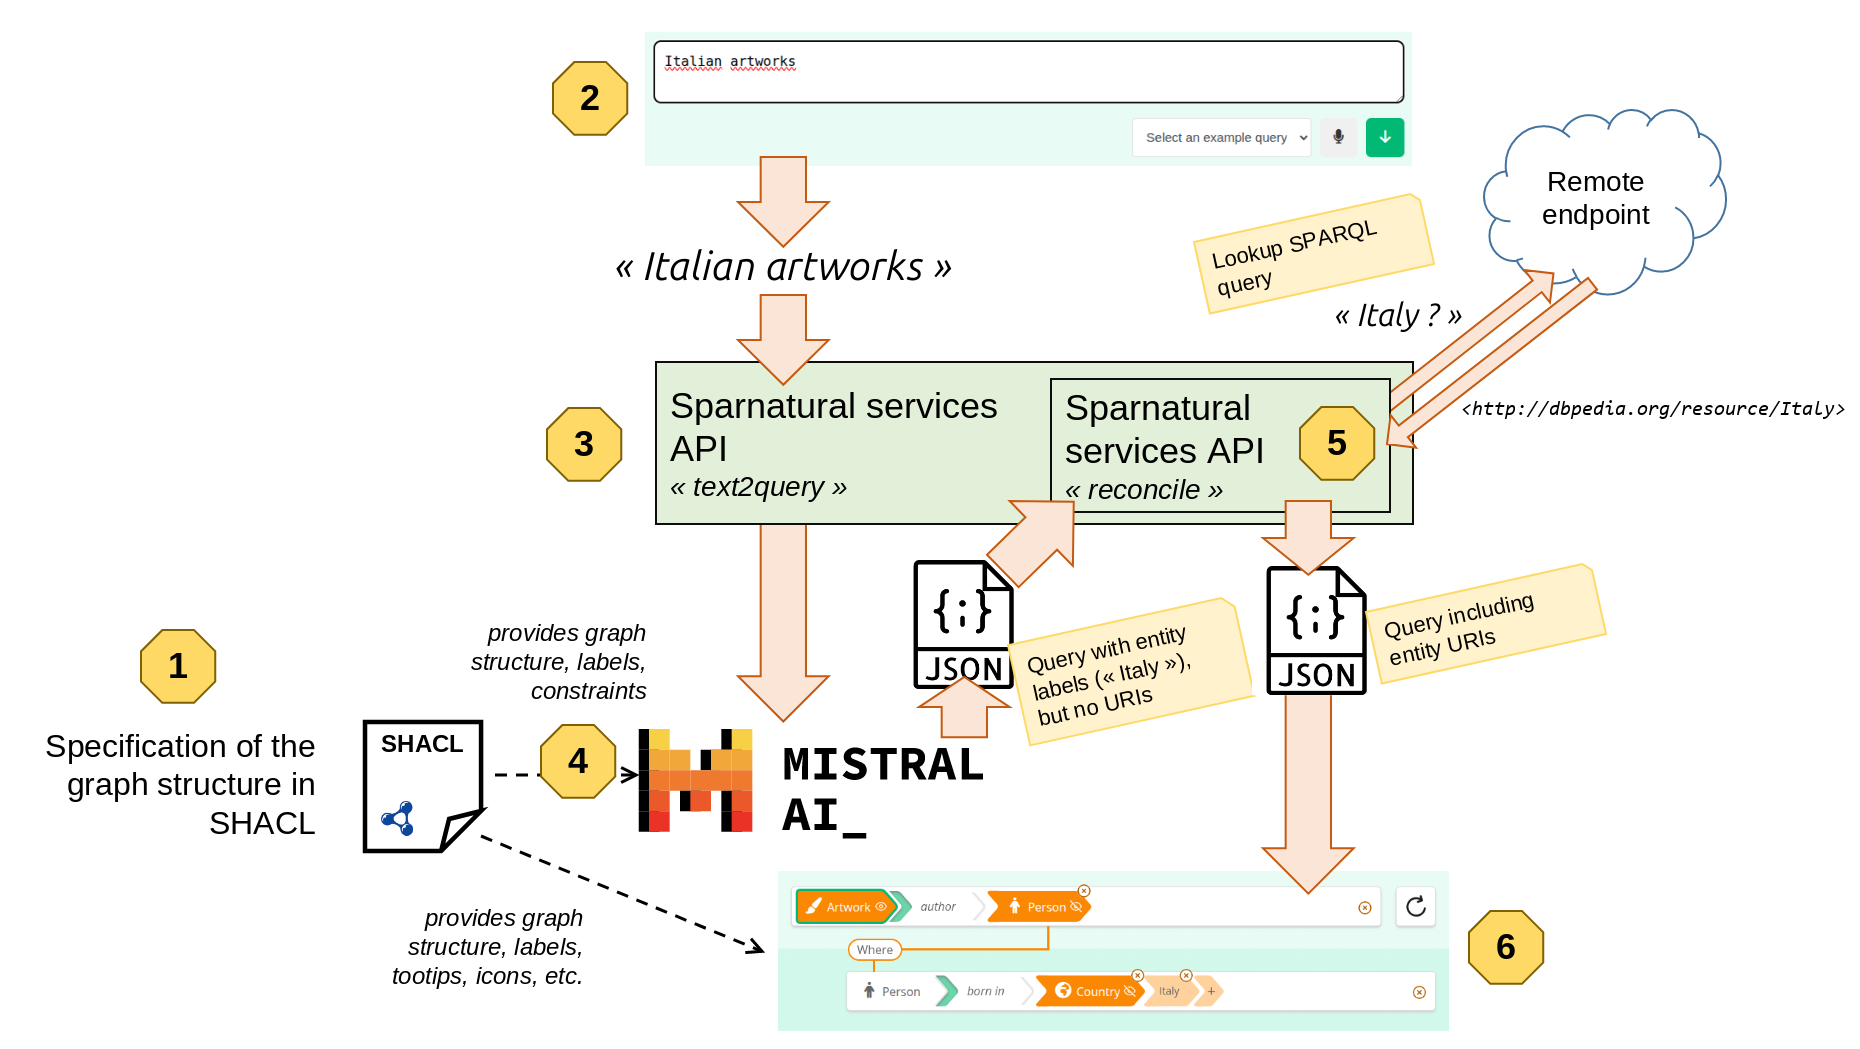 2
Italian artworks
Select an example query
« Italian artworks »
Remote
endpoint
Lookup SPARQL
query
« Italy ? »
<http://dbpedia.org/resource/Italy>
3
Sparnatural services
API
« text2query »
Sparnatural
services API
« reconcile »
5
1
Specification of the
graph structure in
SHACL
SHACL
provides graph
structure, labels,
constraints
4
MISTRAL
AI_
{;}
JSON
Query with entity
labels (« Italy »),
but no URIs
{;}
JSON
Query including
entity URIs
provides graph
structure, labels,
tootips, icons, etc.
Artwork
author
Person
Where
Person
born in
Country
Italy
+
6